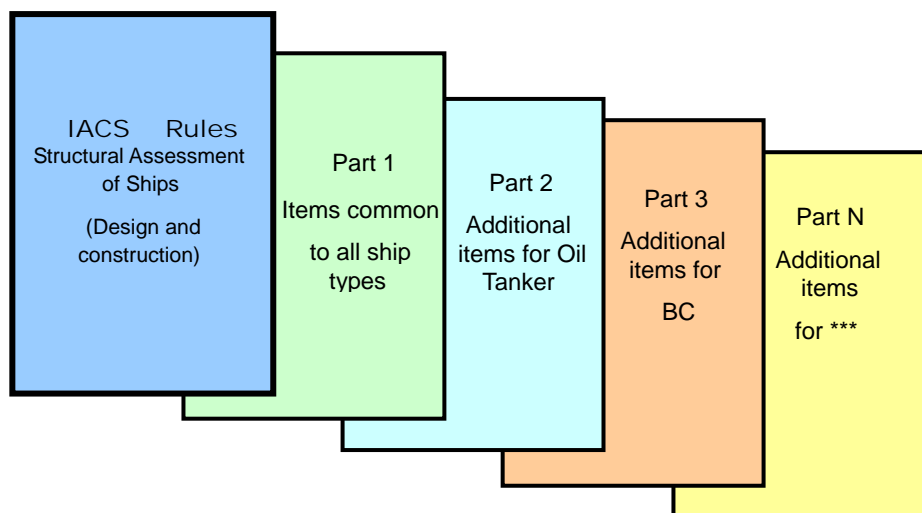 IACS Rules
Structural Assessment
of Ships
(Design and
construction)
Part 1
Items common
to all ship
types
Part 2
Additional
items for Oil
Tanker
Part 3
Additional
items for
BC
Part N
Additional
items
for ***